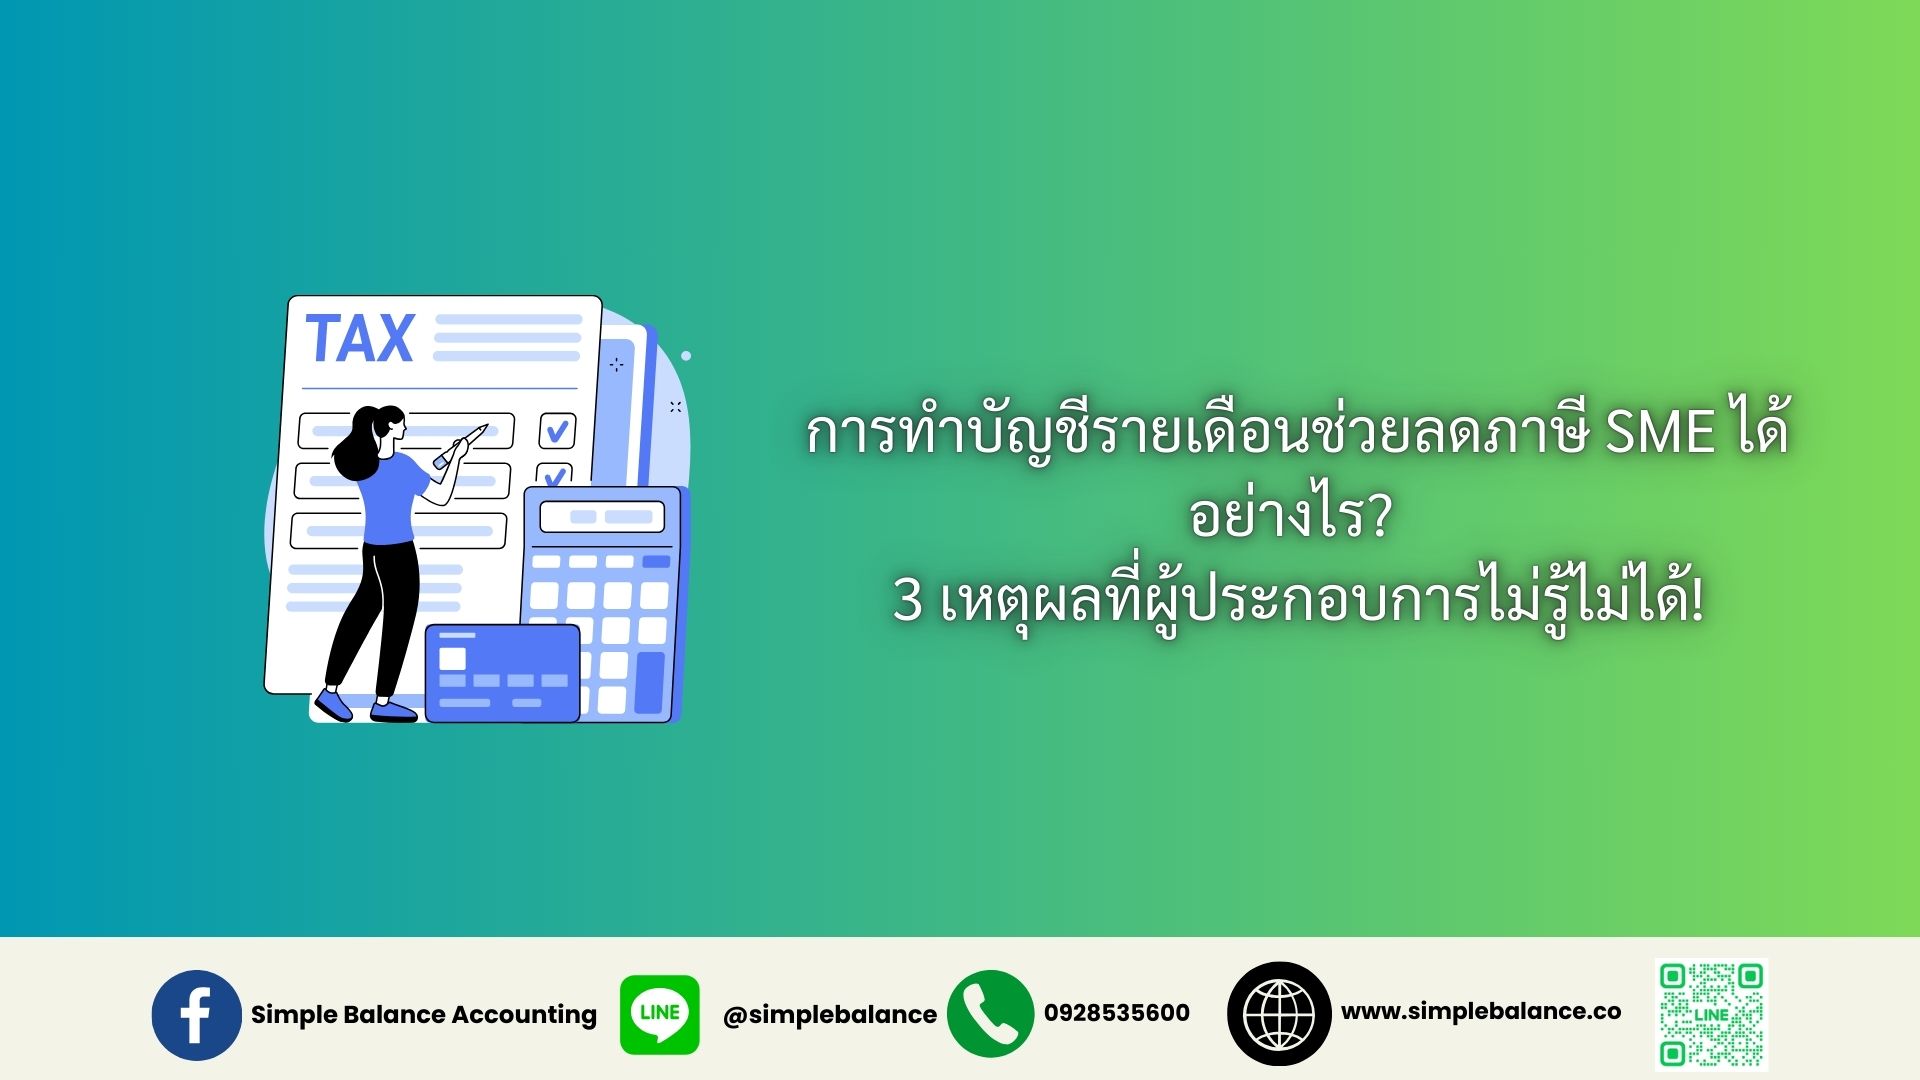 TAX
การทำบัญชีรายเดือนช่วยลดภาษี SME ได้
อย่างไร?
3 เหตุผลที่ผู้ประกอบการไม่รู้ไม่ได้!
Simple Balance Accounting
LINE
@simplebalance
0928535600
www.simplebalance.co
LINE